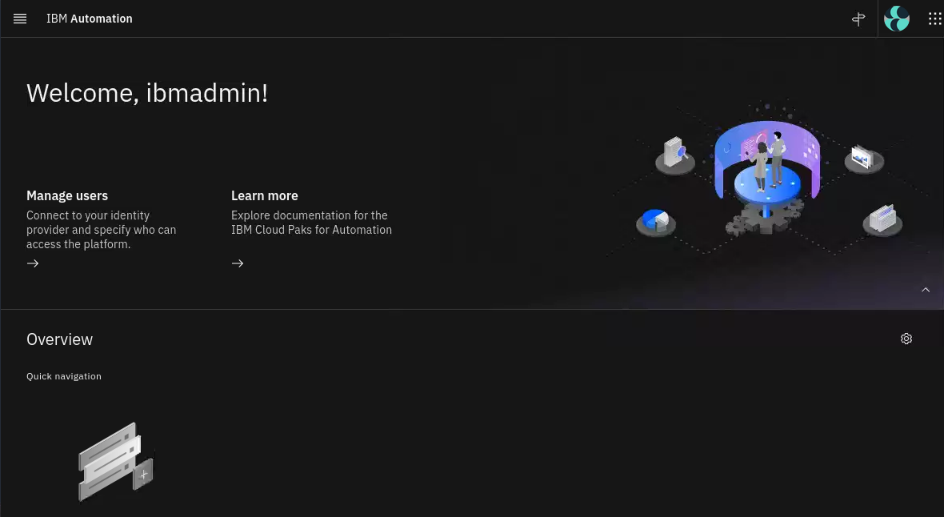 IBM Automation
Welcome, ibmadmin!
Manage users
Connect to your identity
provider and specify who can
access the platform.
Learn more
Explore documentation for the
IBM Cloud Paks for Automation
Overview
Quick navigation